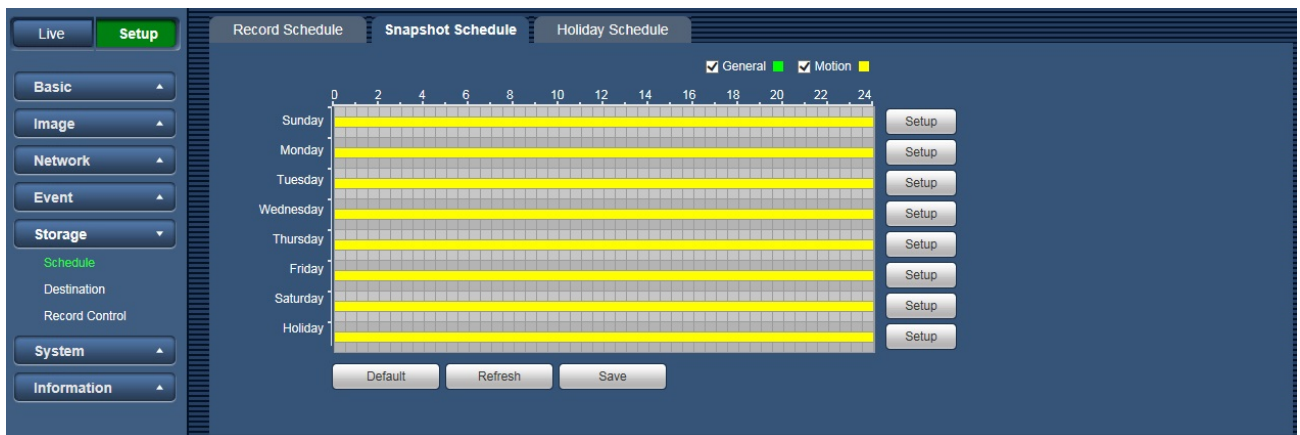 Live Setup
Record Schedule Snapshot Schedule Holiday Schedule
General Motion
Basic
Image
Network
Event
Storage
Schedule
Destination
Record Control
System
Information
0 2 4 6 8 10 12 14 16 18 20 22 24
Sunday Setup
Monday Setup
Tuesday Setup
Wednesday Setup
Thursday Setup
Friday Setup
Saturday Setup
Holiday Setup
Default Refresh Save